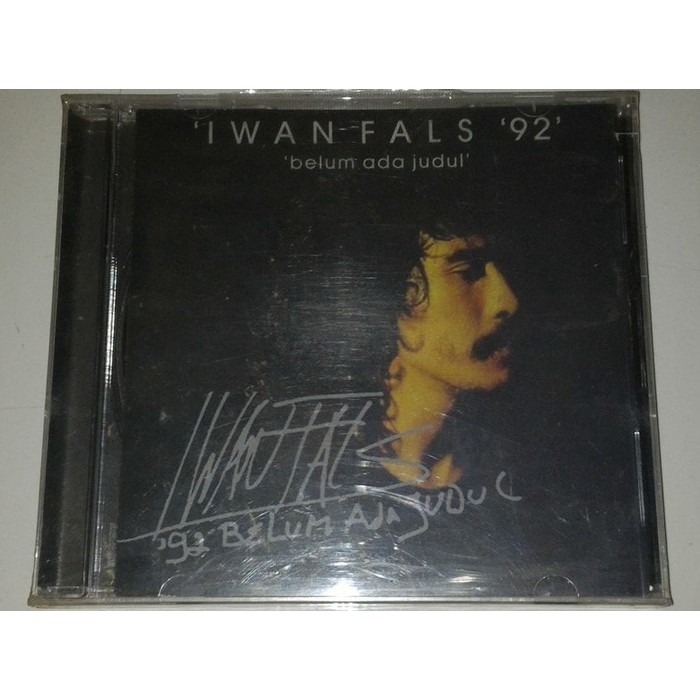 'IWAN FALS '92'
'belum ada judul'
IWAN FALS
'92 BELUM ADA JUDUL